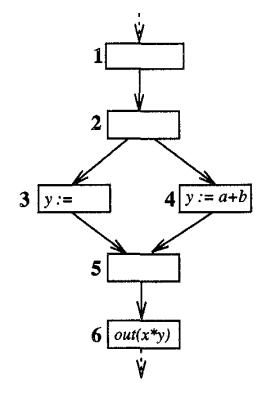 1
2
3 y :=
4 y := a+b
5
6 out(x*y)